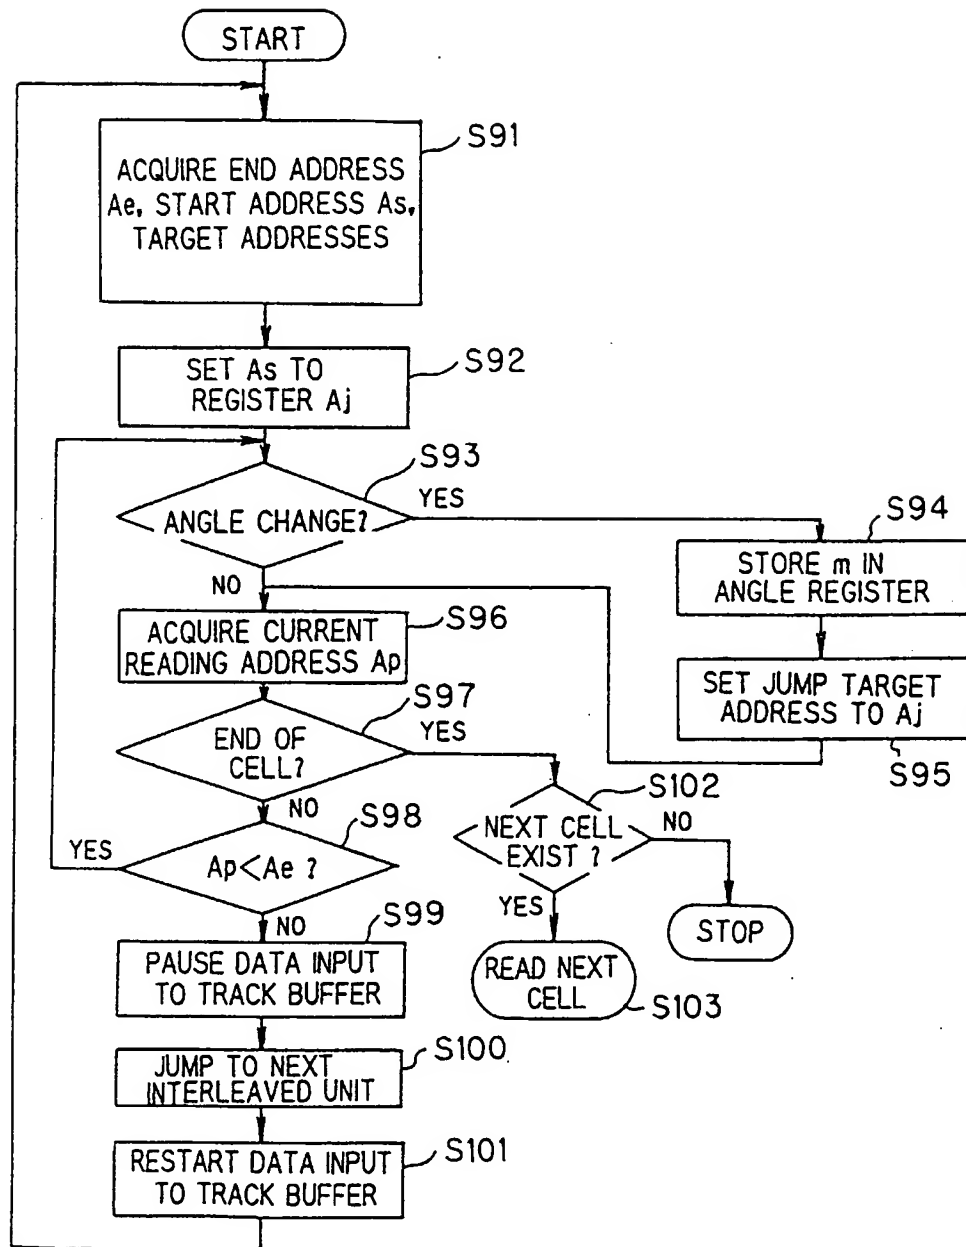 START
S91
ACQUIRE END ADDRESS
Ae, START ADDRESS As,
TARGET ADDRESSES
S92
SET As TO
REGISTER Aj
S93
ANGLE CHANGE?
YES
NO
S94
STORE m IN
ANGLE REGISTER
SET JUMP TARGET
ADDRESS TO Aj
S95
S96
ACQUIRE CURRENT
READING ADDRESS Ap
S97
END OF
CELL?
YES
NO
S98
Ap<Ae ?
YES
NO
S102
NEXT CELL
EXIST ?
NO
YES
STOP
READ NEXT
CELL
S103
S99
PAUSE DATA INPUT
TO TRACK BUFFER
S100
JUMP TO NEXT
INTERLEAVED UNIT
S101
RESTART DATA INPUT
TO TRACK BUFFER